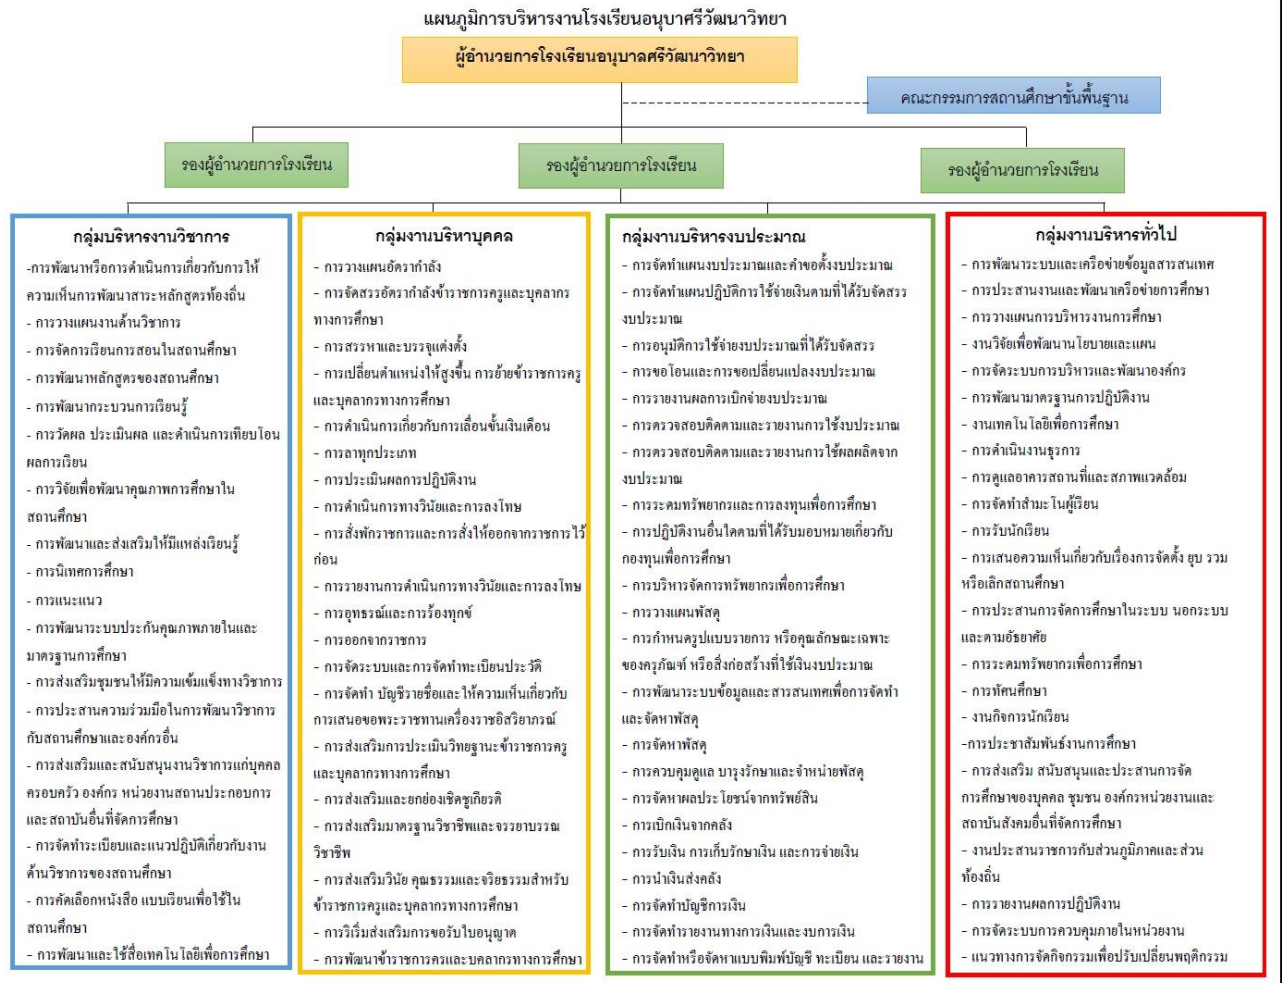 แผนภูมิการบริหารงานโรงเรียนอนุบาศรีวัฒนาวิทยา
ผู้อำนวยการโรงเรียนอนุบาลศรีวัฒนาวิทยา
คณะกรรมการสถานศึกษาขั้นพื้นฐาน
รองผู้อำนวยการโรงเรียน
รองผู้อำนวยการโรงเรียน
รองผู้อำนวยการโรงเรียน
กลุ่มบริหารงานวิชาการ
-การพัฒนาหรือการดำเนินการเกี่ยวกับการให้
ความเห็นการพัฒนาสาระหลักสูตรท้องถิ่น
- การวางแผนงานด้านวิชาการ
- การจัดการเรียนการสอนในสถานศึกษา
- การพัฒนาหลักสูตรของสถานศึกษา
- การพัฒนากระบวนการเรียนรู้
- การวัดผล ประเมินผล และดำเนินการเทียบโอน
ผลการเรียน
- การวิจัยเพื่อพัฒนาคุณภาพการศึกษาใน
สถานศึกษา
- การพัฒนาและส่งเสริมให้มีแหล่งเรียนรู้
- การนิเทศการศึกษา
- การแนะแนว
- การพัฒนาระบบประกันคุณภาพภายในและ
มาตรฐานการศึกษา
- การส่งเสริมชุมชนให้มีความเข้มแข็งทางวิชาการ
- การประสานความร่วมมือในการพัฒนาวิชาการ
กับสถานศึกษาและองค์กรอื่น
- การส่งเสริมและสนับสนุนงานวิชาการแก่บุคคล
ครอบครัว องค์กร หน่วยงานสถานประกอบการ
และสถาบันอื่นที่จัดการศึกษา
- การจัดทำระเบียบและแนวปฏิบัติเกี่ยวกับงาน
ด้านวิชาการของสถานศึกษา
- การคัดเลือกหนังสือ แบบเรียนเพื่อใช้ใน
สถานศึกษา
- การพัฒนาและใช้สื่อเทคโนโลยีเพื่อการศึกษา
กลุ่มงานบริหาบุคคล
- การวางแผนอัตรากำลัง
- การจัดสรรอัตรากำลังข้าราชการครูและบุคลากร
ทางการศึกษา
- การสรรหาและบรรจุแต่งตั้ง
- การเปลี่ยนตำแหน่งให้สูงขึ้น การย้ายข้าราชการครู
และบุคลากรทางการศึกษา
- การดำเนินการเกี่ยวกับการเลื่อนขั้นเงินเดือน
- การลาทุกประเภท
- การประเมินผลการปฏิบัติงาน
- การดำเนินการทางวินัยและการลงโทษ
- การสั่งพักราชการและการสั่งให้ออกจากราชการไว้
ก่อน
- การรายงานการดำเนินการทางวินัยและการลงโทษ
- การอุทธรณ์และการร้องทุกข์
- การออกจากราชการ
- การจัดระบบและการจัดทำทะเบียนประวัติ
- การจัดทำ บัญชีรายชื่อและให้ความเห็นเกี่ยวกับ
การเสนอขอพระราชทานเครื่องราชอิสริยาภรณ์
- การส่งเสริมการประเมินวิทยฐานะข้าราชการครู
และบุคลากรทางการศึกษา
- การส่งเสริมและยกย่องเชิดชูเกียรติ
- การส่งเสริมมาตรฐานวิชาชีพและจรรยาบรรณ
วิชาชีพ
- การส่งเสริมวินัย คุณธรรมและจริยธรรมสำหรับ
ข้าราชการครูและบุคลากรทางการศึกษา
- การริเริ่มส่งเสริมการขอรับใบอนุญาต
- การพัฒนาข้าราชการครและบุคลากรทางการศึกษา
กลุ่มงานบริหารงบประมาณ
- การจัดทำแผนงบประมาณและคำขอตั้งงบประมาณ
- การจัดทำแผนปฏิบัติการใช้จ่ายเงินตามที่ได้รับจัดสรร
งบประมาณ
- การอนุมัติการใช้จ่ายงบประมาณที่ได้รับจัดสรร
- การขอโอนและการขอเปลี่ยนแปลงงบประมาณ
- การรายงานผลการเบิกจ่ายงบประมาณ
- การตรวจสอบติดตามและรายงานการใช้งบประมาณ
- การตรวจสอบติดตามและรายงานการใช้ผลผลิตจาก
งบประมาณ
- การระดมทรัพยากรและการลงทุนเพื่อการศึกษา
- การปฏิบัติงานอื่นใดตามที่ได้รับมอบหมายเกี่ยวกับ
กองทุนเพื่อการศึกษา
- การบริหารจัดการทรัพยากรเพื่อการศึกษา
- การวางแผนพัสดุ
- การกำหนดรูปแบบรายการ หรือคุณลักษณะเฉพาะ
ของครุภัณฑ์ หรือสิ่งก่อสร้างที่ใช้เงินงบประมาณ
- การพัฒนาระบบข้อมูลและสารสนเทศเพื่อการจัดทำ
และจัดหาพัสดุ
- การจัดหาพัสดุ
- การควบคุมดูแล บารุงรักษาและจำหน่ายพัสดุ
- การจัดหาผลประโยชน์จากทรัพย์สิน
- การเบิกเงินจากคลัง
- การรับเงิน การเก็บรักษาเงิน และการจ่ายเงิน
- การนำเงินส่งคลัง
- การจัดทำบัญชีการเงิน
- การจัดทำรายงานทางการเงินและงบการเงิน
- การจัดทำหรือจัดหาแบบพิมพ์บัญชี ทะเบียน และรายงาน
กลุ่มงานบริหารทั่วไป
- การพัฒนาระบบและเครือข่ายข้อมูลสารสนเทศ
- การประสานงานและพัฒนาเครือข่ายการศึกษา
- การวางแผนการบริหารงานการศึกษา
- งานวิจัยเพื่อพัฒนานโยบายและแผน
- การจัดระบบการบริหารและพัฒนาองค์กร
- การพัฒนามาตรฐานการปฏิบัติงาน
- งานเทคโนโลยีเพื่อการศึกษา
- การดำเนินงานธุรการ
- การดูแลอาคารสถานที่และสภาพแวดล้อม
- การจัดทำสำมะโนผู้เรียน
- การรับนักเรียน
- การเสนอความเห็นเกี่ยวกับเรื่องการจัดตั้ง ยุบ รวม
หรือเลิกสถานศึกษา
- การประสานการจัดการศึกษาในระบบ นอกระบบ
และตามอัธยาศัย
- การระดมทรัพยากรเพื่อการศึกษา
- การทัศนศึกษา
- งานกิจการนักเรียน
-การประชาสัมพันธ์งานการศึกษา
- การส่งเสริม สนับสนุนและประสานการจัด
การศึกษาของบุคคล ชุมชน องค์กรหน่วยงานและ
สถาบันสังคมอื่นที่จัดการศึกษา
- งานประสานราชการกับส่วนภูมิภาคและส่วน
ท้องถิ่น
- การรายงานผลการปฏิบัติงาน
- การจัดระบบการควบคุมภายในหน่วยงาน
- แนวทางการจัดกิจกรรมเพื่อปรับเปลี่ยนพฤติกรรม